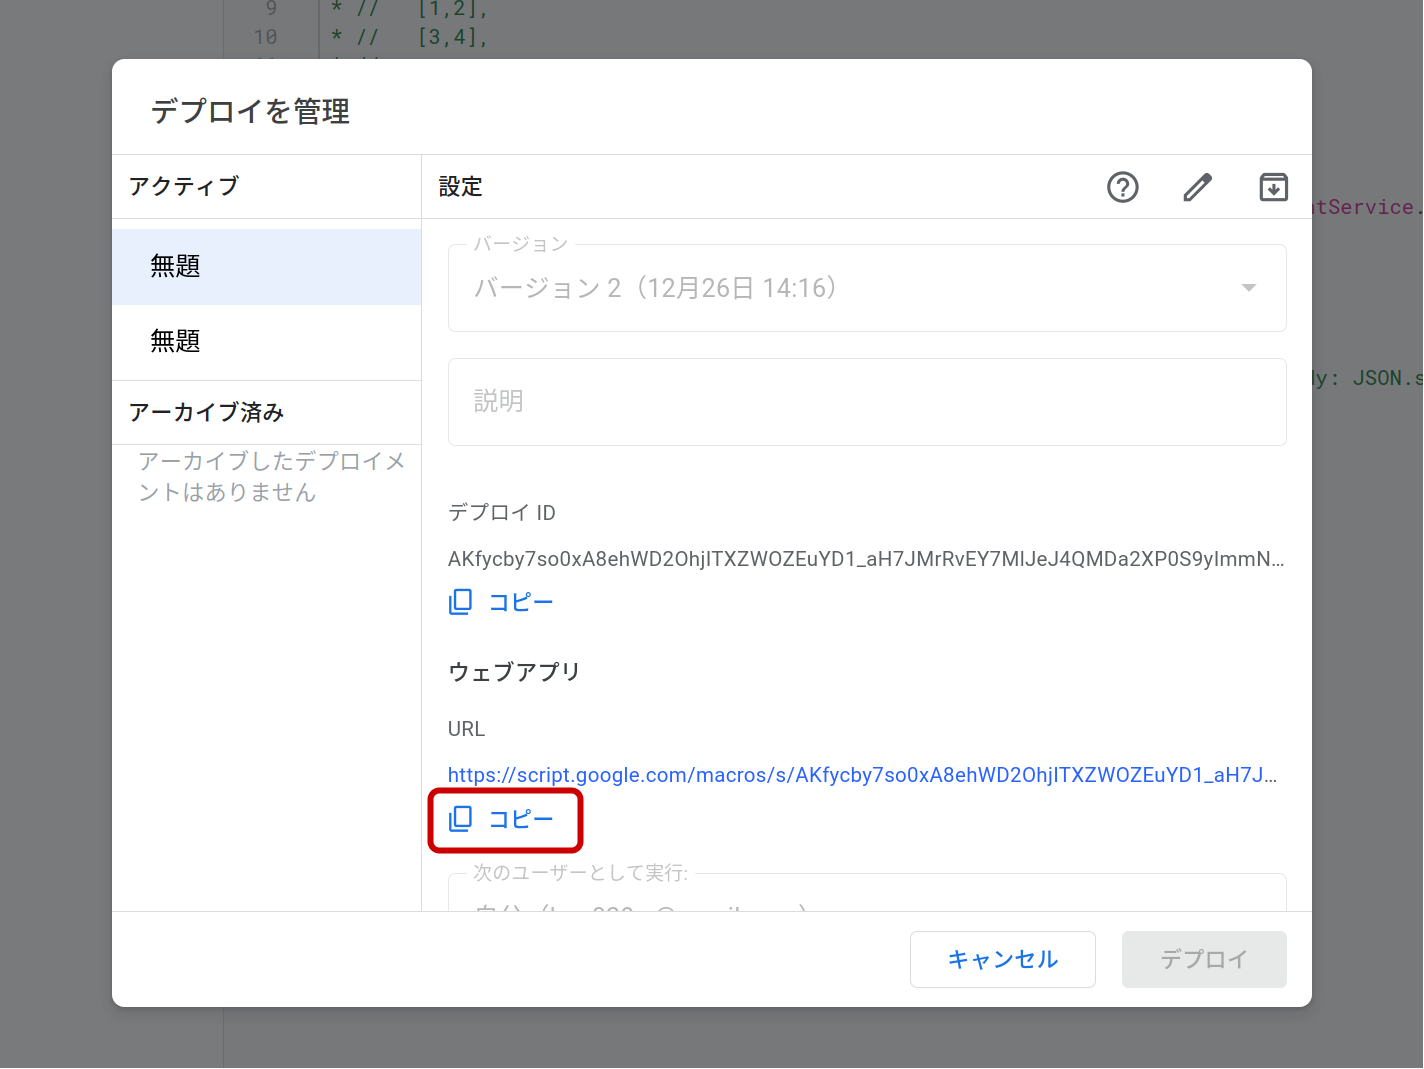 9 * // [1,2],
10 * // [3,4],
デプロイを管理
アクティブ
設定
無題
無題
アーカイブ済み
アーカイブしたデプロイメ
ントはありません
バージョン
バージョン 2（12月26日 14:16）
説明
デプロイ ID
AKfycby7so0xA8ehWD2OhjITXZWOZEuYD1_aH7JMrRvEY7MIJeJ4QMDa2XP0S9yImmN...
コピー
ウェブアプリ
URL
https://script.google.com/macros/s/AKfycby7so0xA8ehWD2OhjITXZWOZEuYD1_aH7J...
コピー
次のユーザーとして実行:
キャンセル
デプロイ
tService.
y: JSON.s